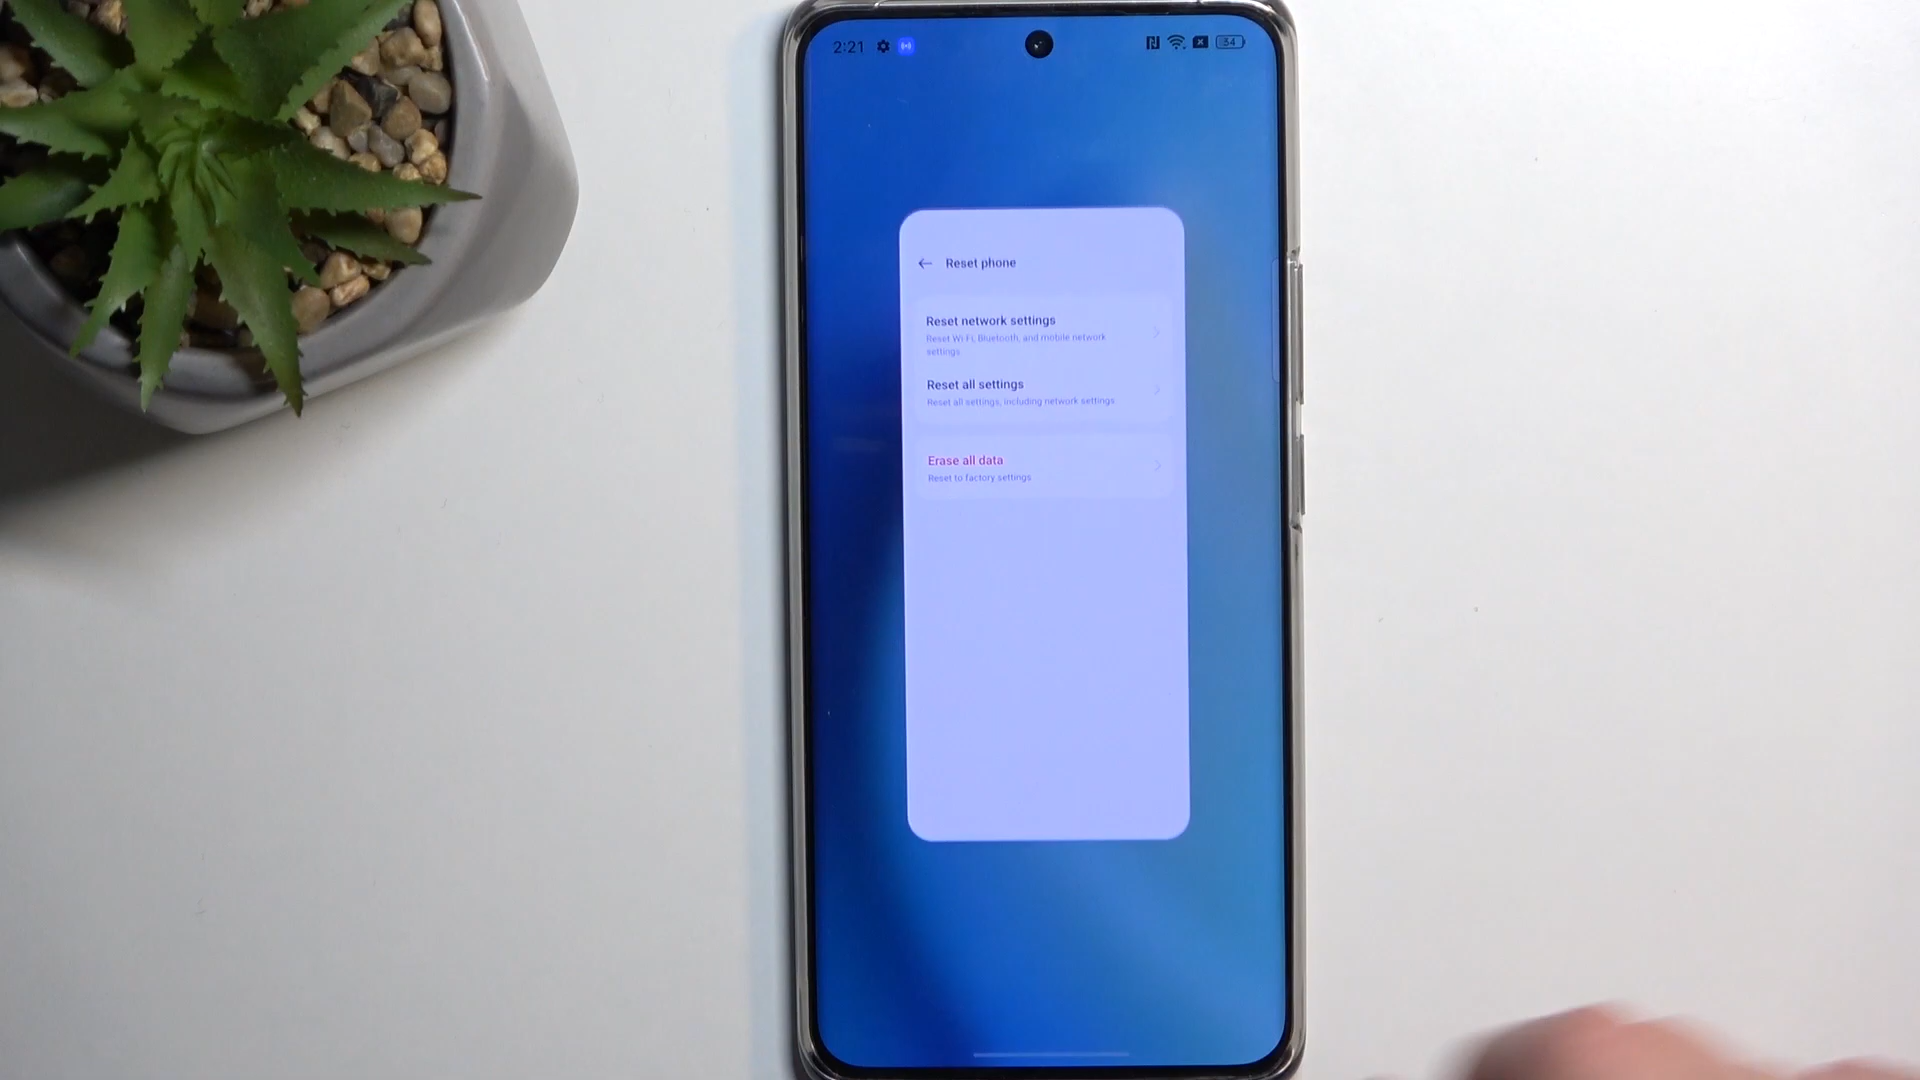 2:21
54
Reset phone
Reset network settings
Reset Wi-Fi, Bluetooth, and mobile network
settings
Reset all settings
Reset all settings, including network settings
Erase all data
Reset to factory settings